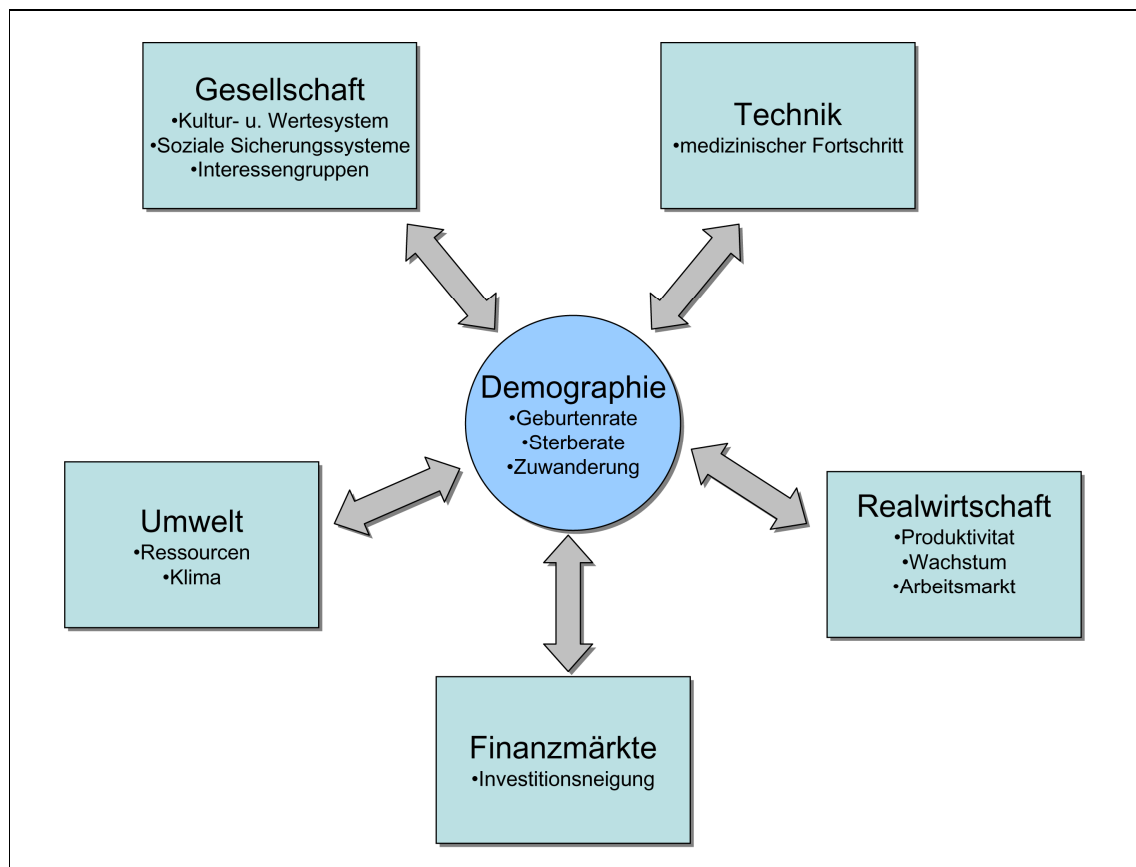 Gesellschaft
•Kultur- u. Wertesystem
•Soziale Sicherungssysteme
•Interessengruppen
Technik
•medizinischer Fortschritt
Demographie
•Geburtenrate
•Sterberate
•Zuwanderung
Umwelt
•Ressourcen
•Klima
Realwirtschaft
•Produktivitat
•Wachstum
•Arbeitsmarkt
Finanzmärkte
•Investitionsneigung